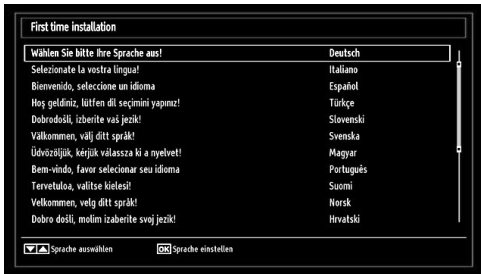 First time installation
Wählen Sie bitte Ihre Sprache aus! Deutsch
Selezionate la vostra lingua! Italiano
Bienvenido, seleccione un idioma Español
Hoş geldiniz, lütfen dil seçimini yapınız! Türkçe
Dobrodošli, izberite vaš jezik! Slovenski
Välkommen, välj ditt språk! Svenska
Üdvözöljük, kérjük válassza ki a nyelvet! Magyar
Bem-vindo, favor selecionar seu idioma Português
Tervetuloa, valitse kielesi! Suomi
Velkommen, velg ditt språk! Norsk
Dobro došli, molim izaberite svoj jezik! Hrvatski
Sprache auswählen OK Sprache einstellen